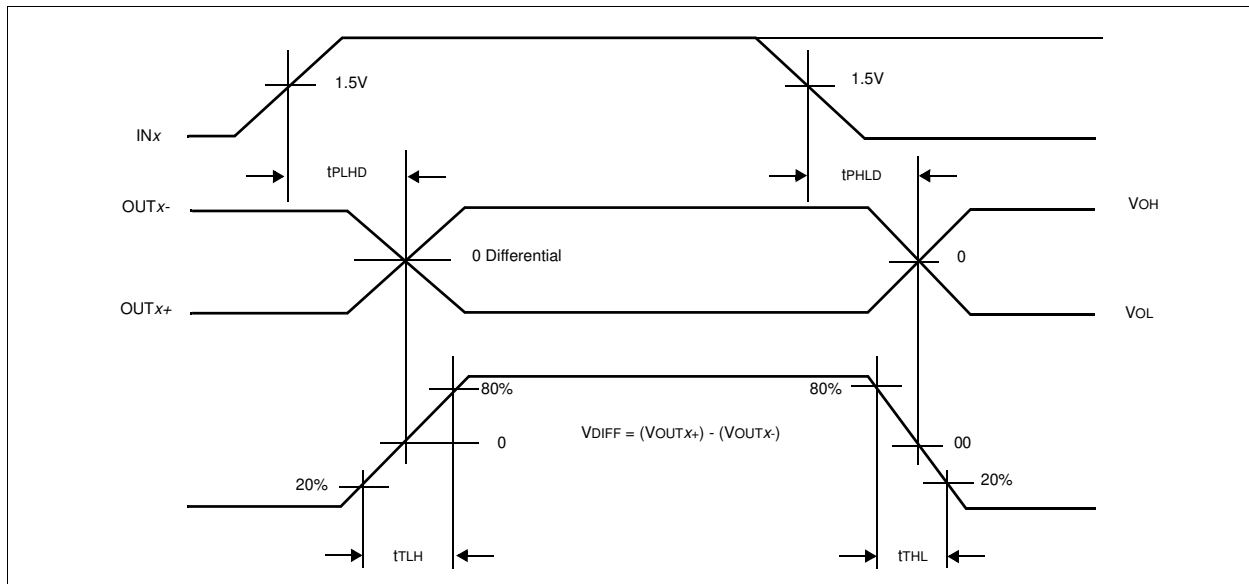 1.5V
1.5V
INx
tPLHD
tPHLD
OUTx-
VOH
0 Differential
0
OUTx+
VOL
80%
80%
0
VDIFF = (VOUTx+) - (VOUTx-)
00
20%
20%
tTLH
tTHL